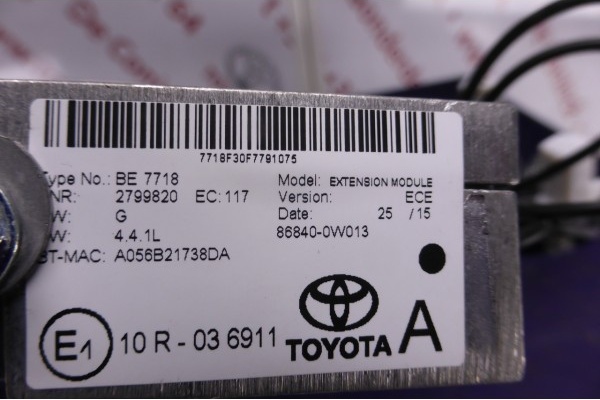 7718F30F7791075
Type No.: BE 7718 Model: EXTENSION MODULE
NR: 2799820 EC: 117 Version: ECE
W: G Date: 25 /15
W: 4.4.1L 86840-0W013
BT-MAC: A056B21738DA
E1 10 R - 03 6911 TOYOTA A